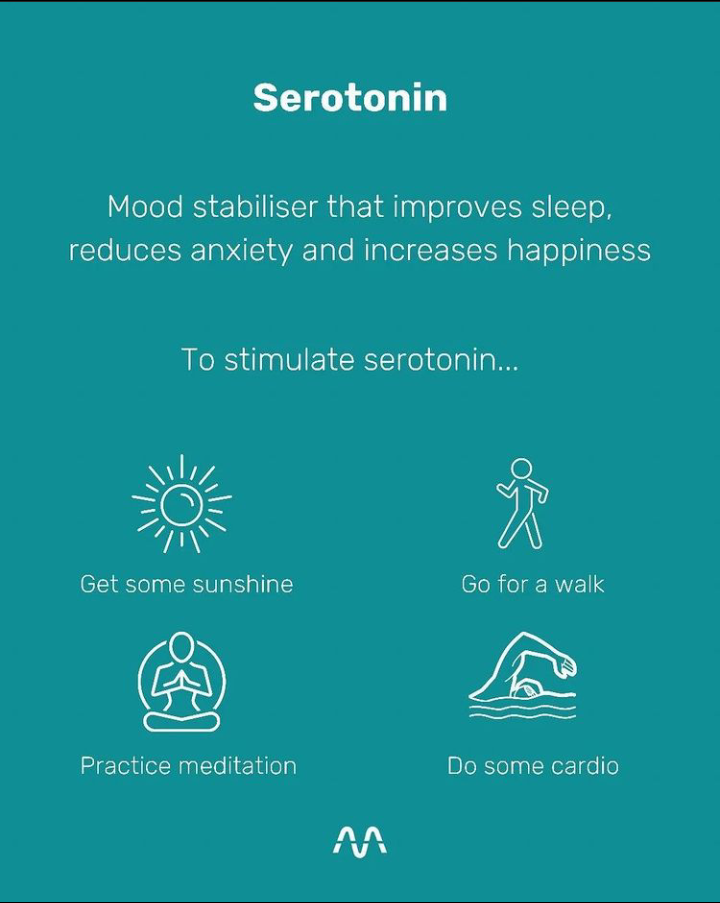 Serotonin
Mood stabiliser that improves sleep,
reduces anxiety and increases happiness
To stimulate serotonin...
Get some sunshine
Go for a walk
Practice meditation
Do some cardio